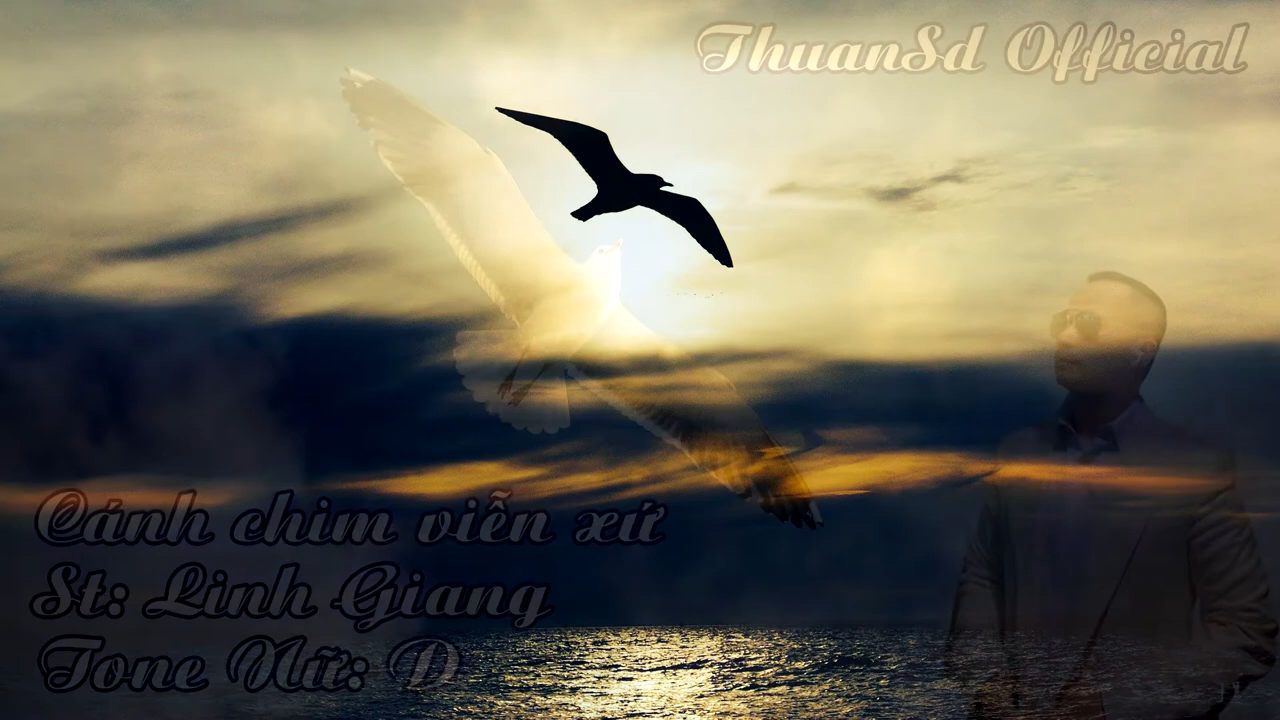 ThuanSd Official
Cánh chim viễn xứ
St: Linh Giang
Tone Nữ: D